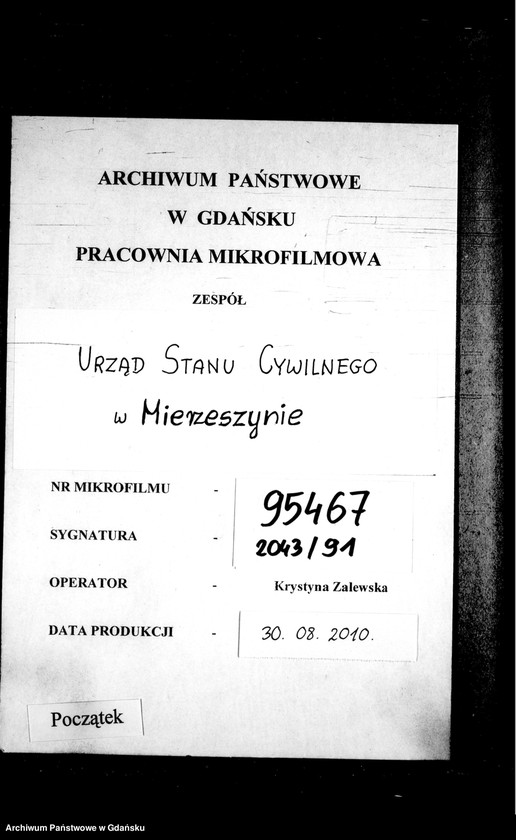 ARCHIWUM PAŃSTWOWE
W GDAŃSKU
PRACOWNIA MIKROFILMOWA
ZESPÓŁ
URZĄD STANU CYWILNEGO
w Mierzeszynie
NR MIKROFILMU - 95467
SYGNATURA - 2043/91
OPERATOR - Krystyna Zalewska
DATA PRODUKCJI - 30. 08. 2010.
Początek
Archiwum Państwowe w Gdańsku